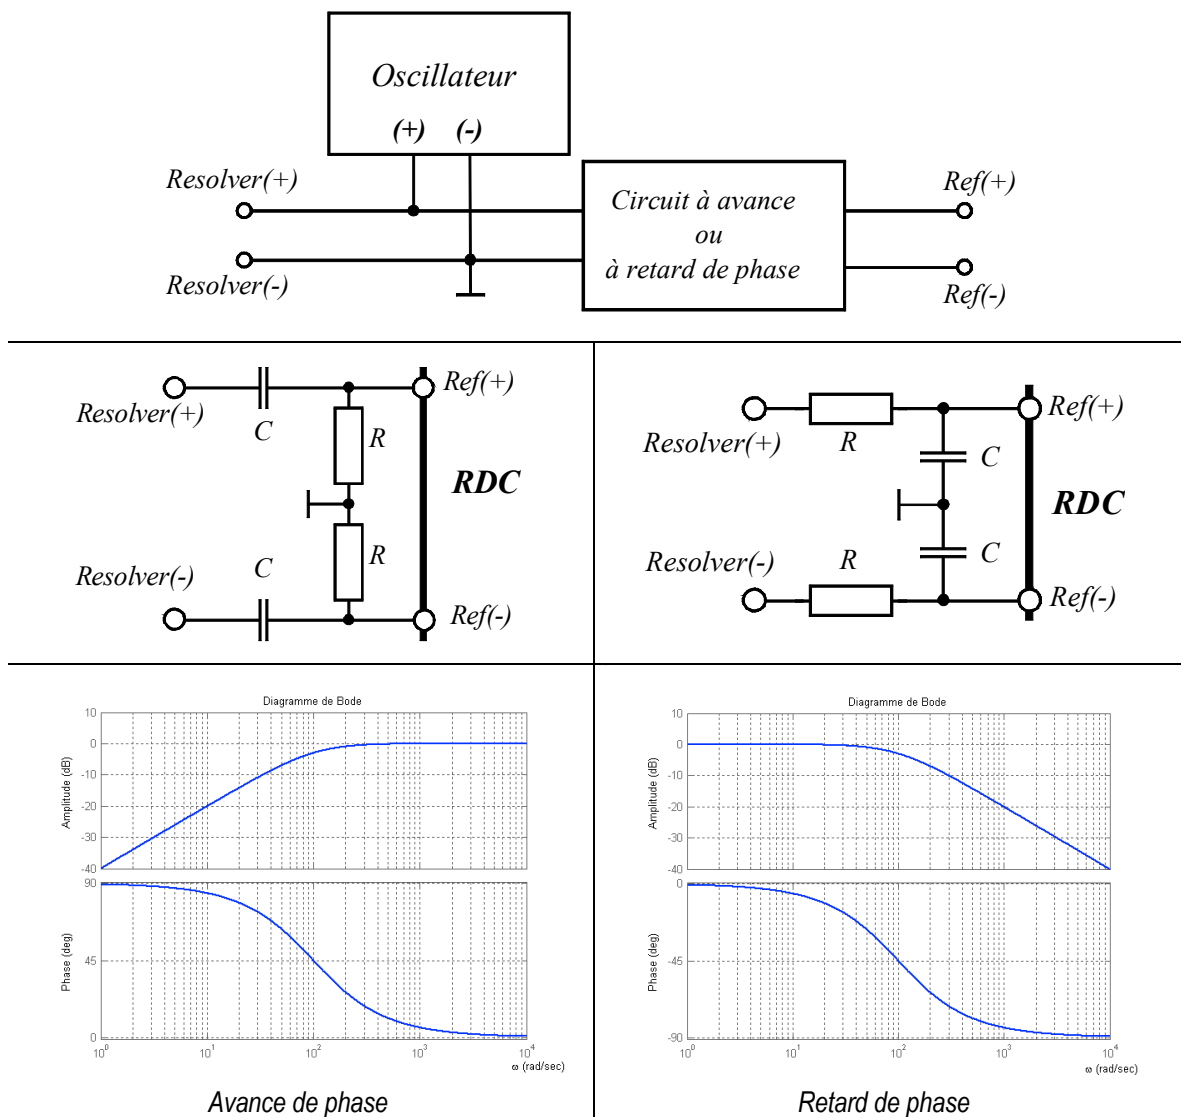 Oscillateur
(+) (-)
Resolver(+)
Resolver(-)
Circuit à avance
ou
à retard de phase
Ref(+)
Ref(-)
Resolver(+)
C
R
Ref(+)
RDC
Resolver(-)
C
R
Ref(-)
Resolver(+)
R
C
Ref(+)
RDC
Resolver(-)
R
C
Ref(-)
Diagramme de Bode
Amplitude (dB)
10
0
-10
-20
-30
-40
Phase (deg)
90
45
0
10^0 10^1 10^2 10^3 10^4
ω (rad/sec)
Avance de phase
Diagramme de Bode
Amplitude (dB)
10
0
-10
-20
-30
-40
Phase (deg)
0
-45
-90
10^0 10^1 10^2 10^3 10^4
ω (rad/sec)
Retard de phase